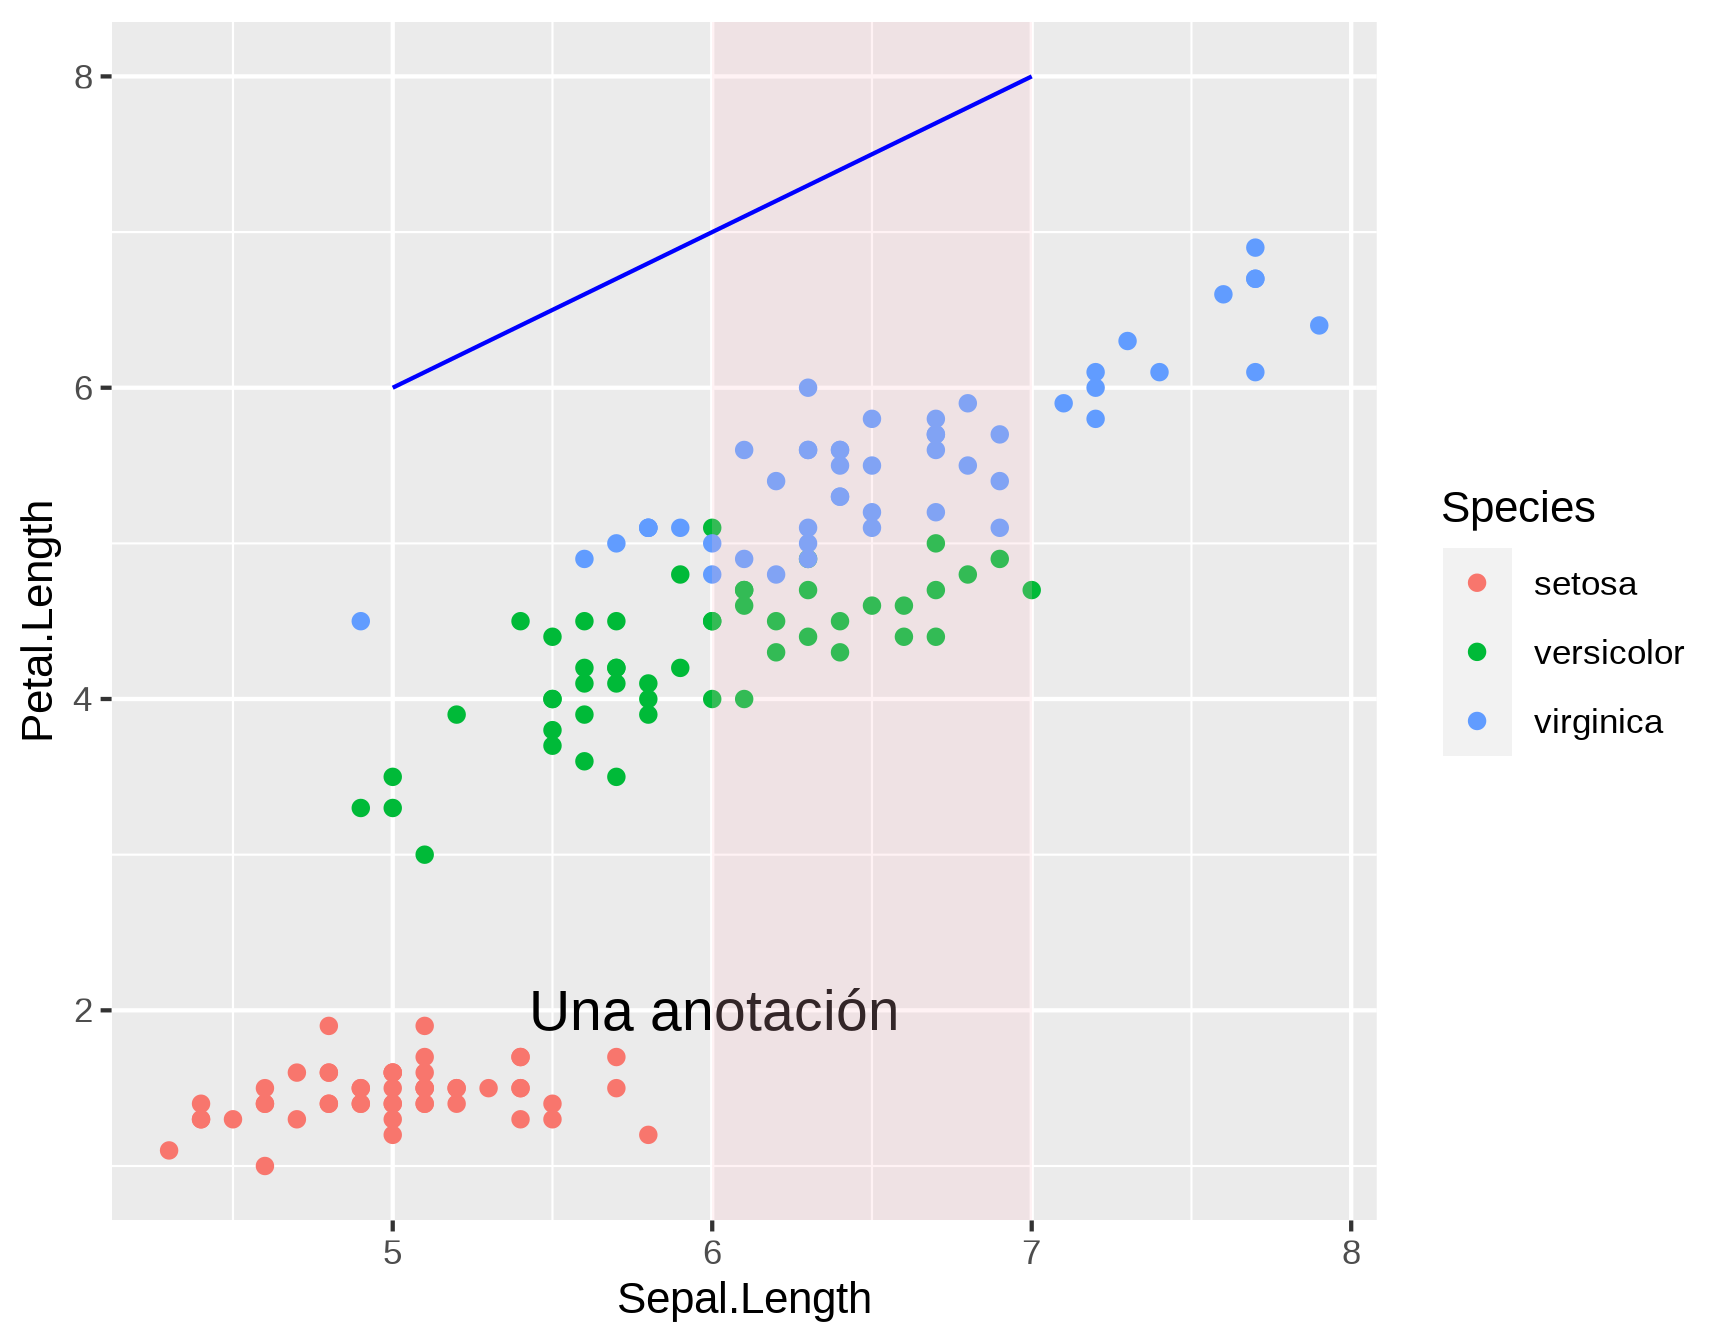 8
6
4
2
Petal.Length
Una anotación
5 6 7 8
Sepal.Length
Species
setosa
versicolor
virginica